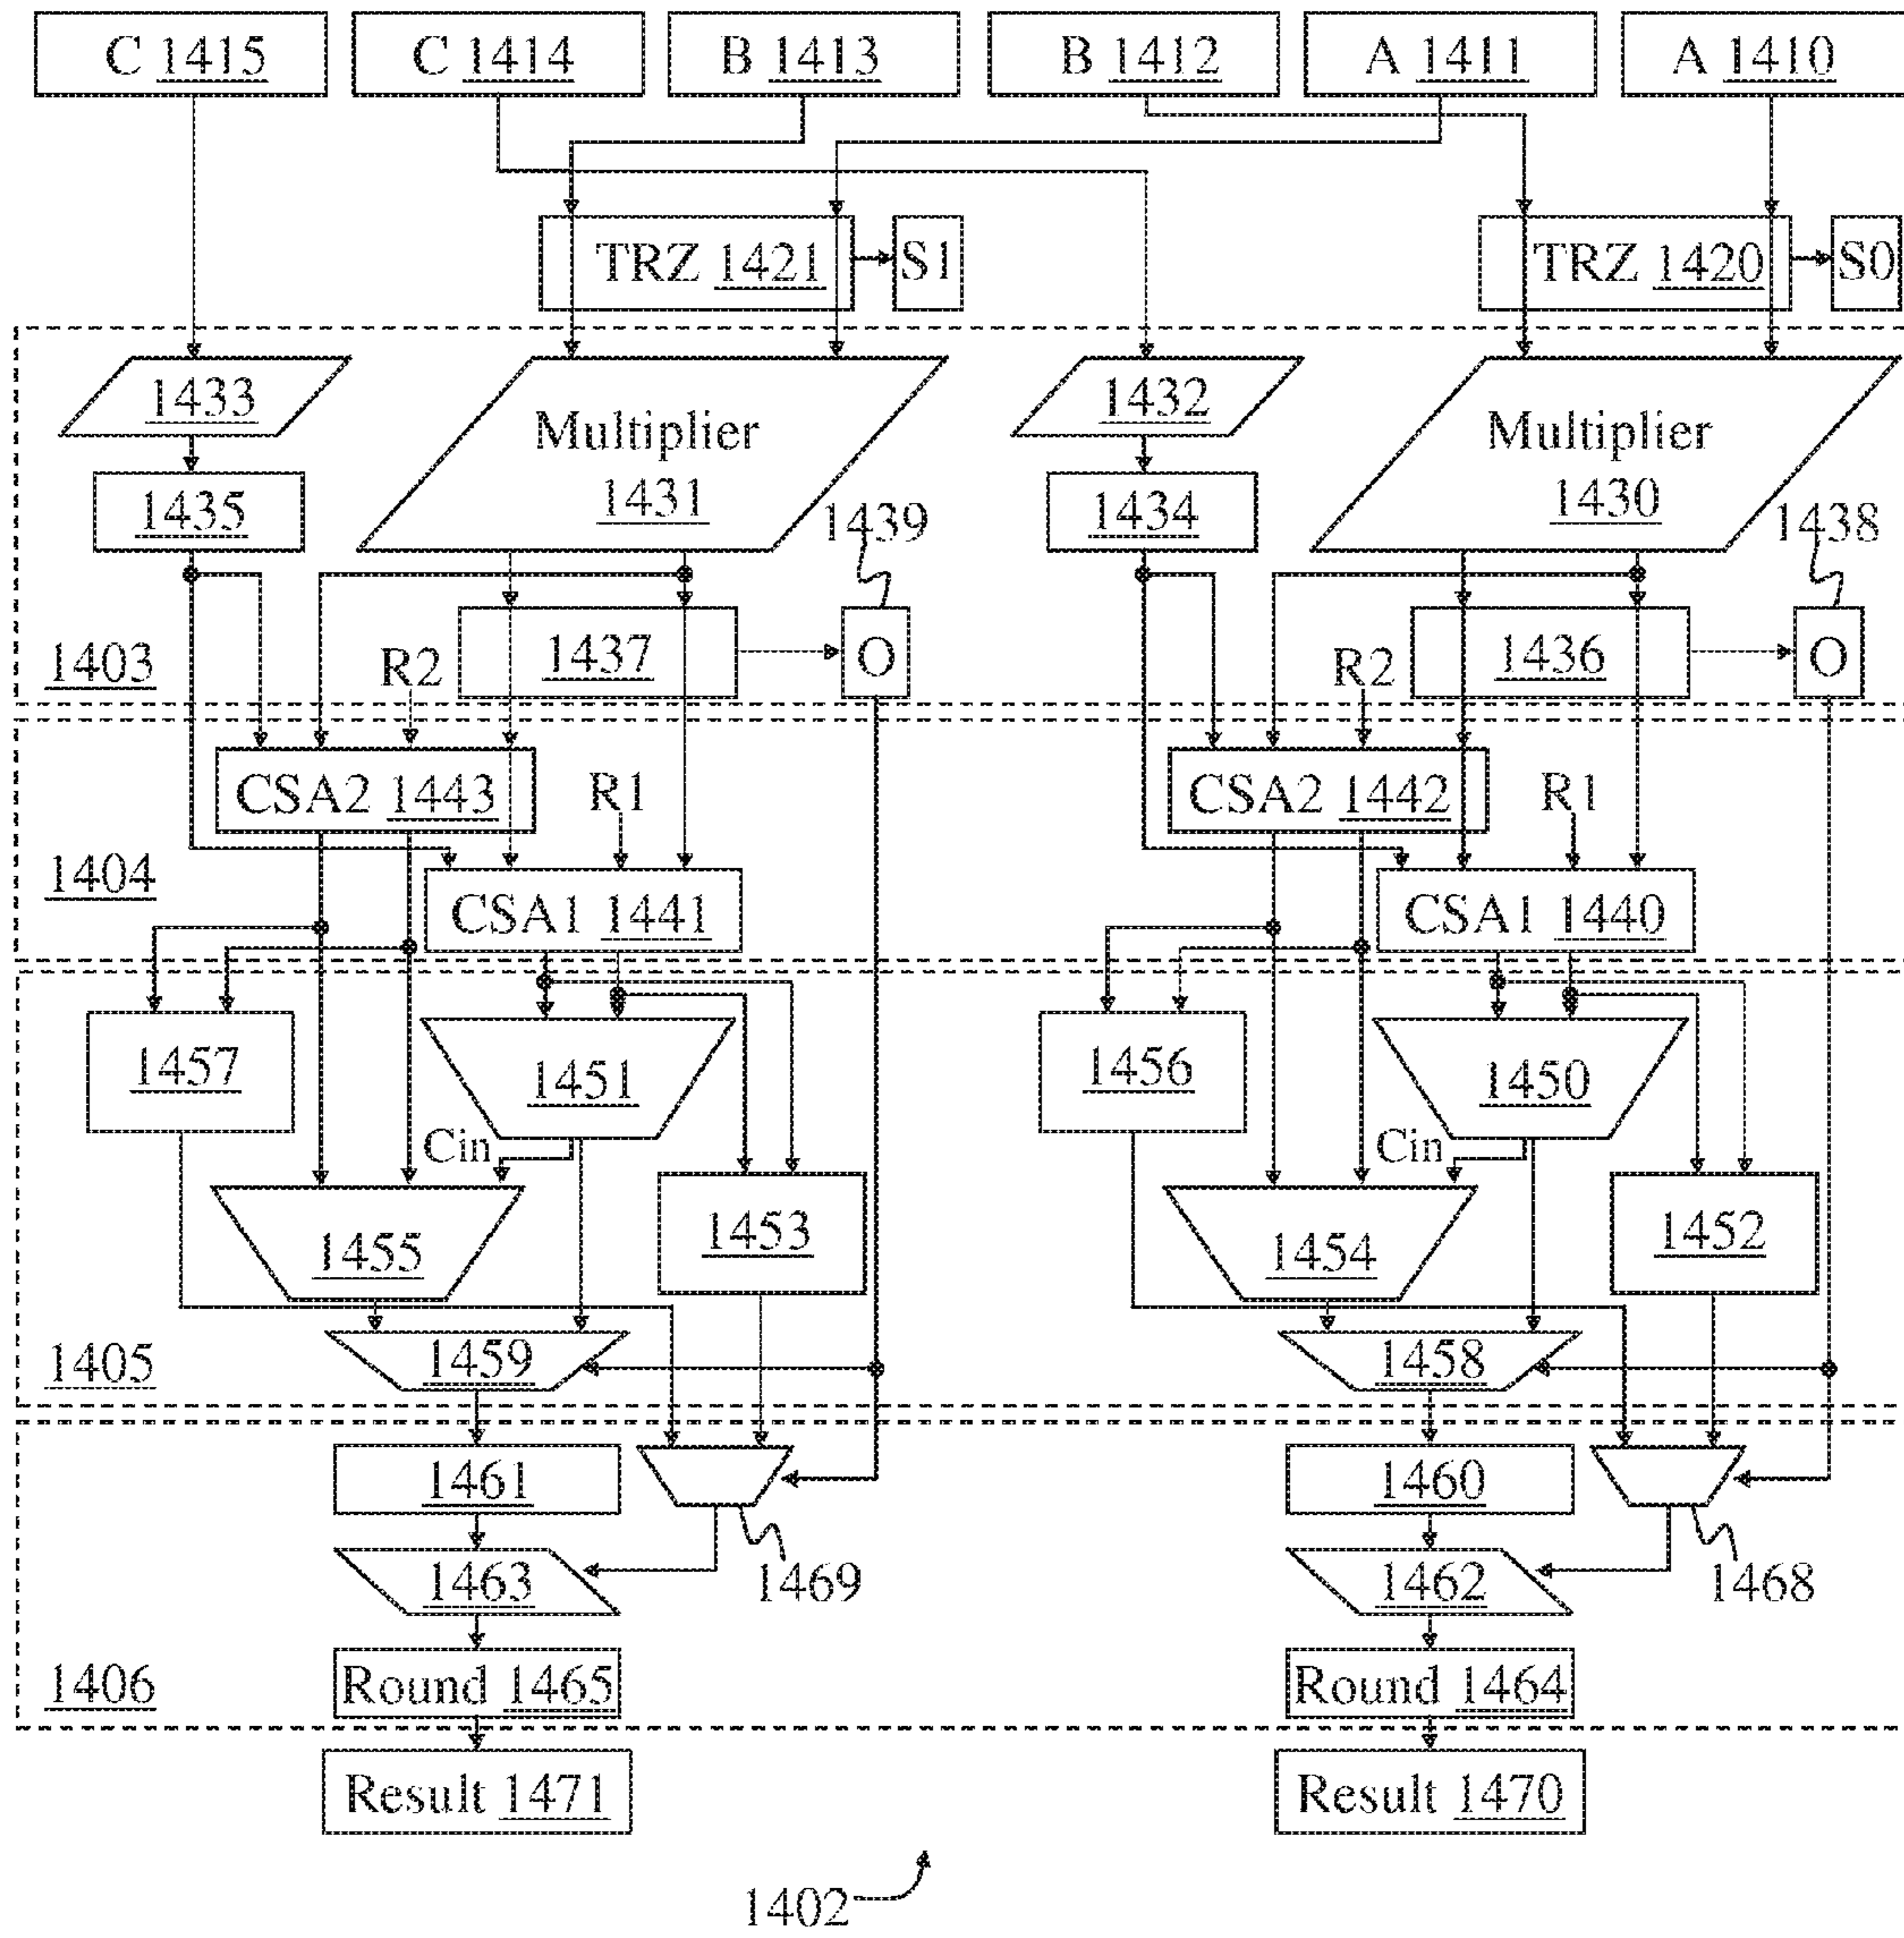 C 1415
C 1414
B 1413
B 1412
A 1411
A 1410
TRZ 1421
S1
TRZ 1420
S0
1433
Multiplier
1431
1432
Multiplier
1430
1435
1439
1434
1438
1403
R2
1437
O
R2
1436
O
CSA2 1443
R1
CSA2 1442
R1
1404
CSA1 1441
CSA1 1440
1457
1451
1456
1450
Cin
Cin
1455
1453
1454
1452
1405
1459
1458
1461
1460
1463
1469
1462
1468
1406
Round 1465
Round 1464
Result 1471
Result 1470
1402